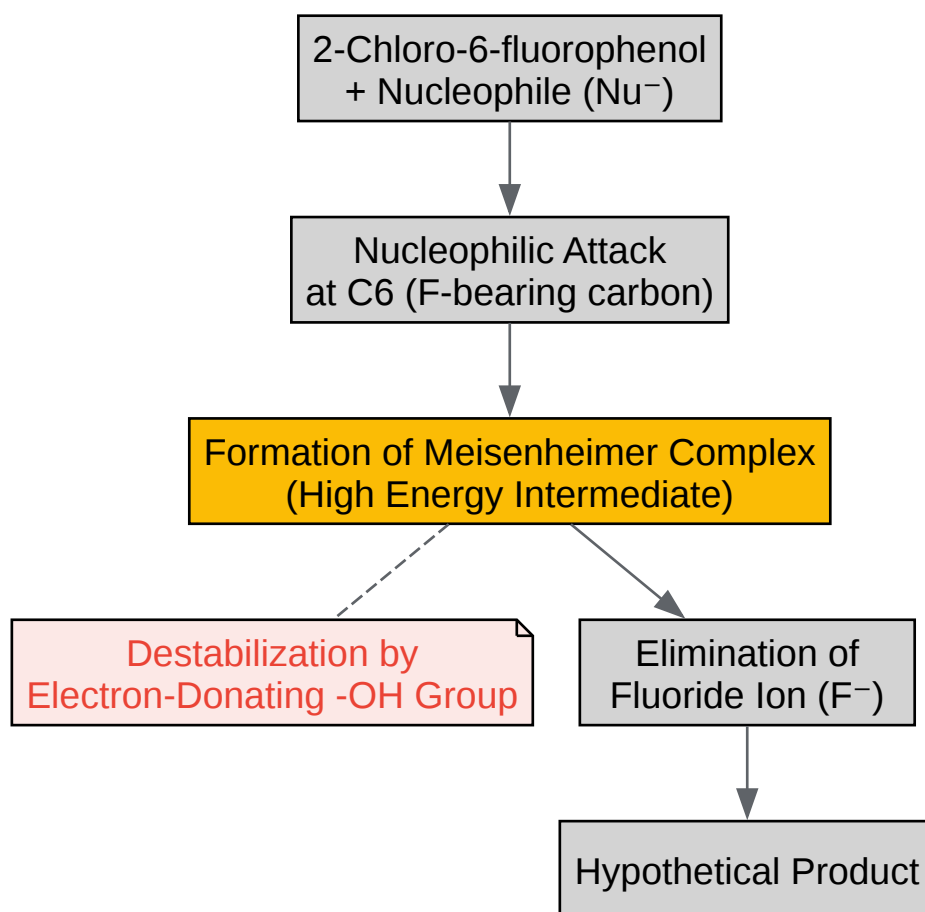 2-Chloro-6-fluorophenol
+ Nucleophile (Nu⁻)
Nucleophilic Attack
at C6 (F-bearing carbon)
Formation of Meisenheimer Complex
(High Energy Intermediate)
Destabilization by
Electron-Donating -OH Group
Elimination of
Fluoride Ion (F⁻)
Hypothetical Product